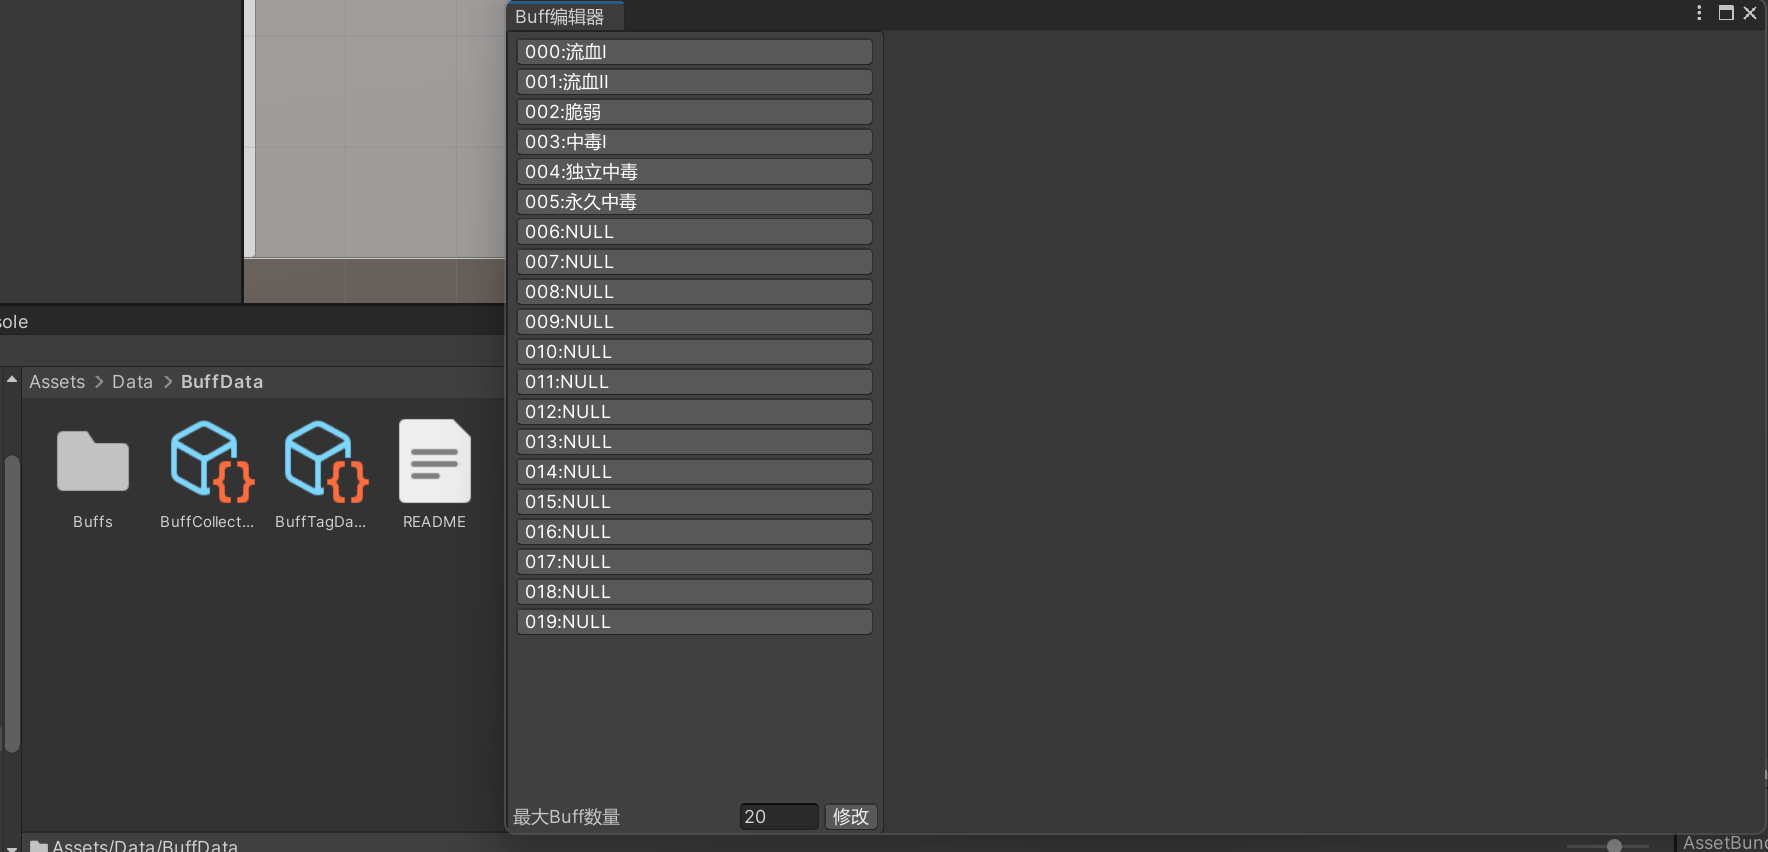 Buff编辑器
000:流血I
001:流血II
002:脆弱
003:中毒I
004:独立中毒
005:永久中毒
006:NULL
007:NULL
008:NULL
009:NULL
010:NULL
011:NULL
012:NULL
013:NULL
014:NULL
015:NULL
016:NULL
017:NULL
018:NULL
019:NULL
最大Buff数量 20 修改
sole
Assets > Data > BuffData
Buffs BuffCollect... BuffTagDa... README
Assets/Data/BuffData
AssetBund